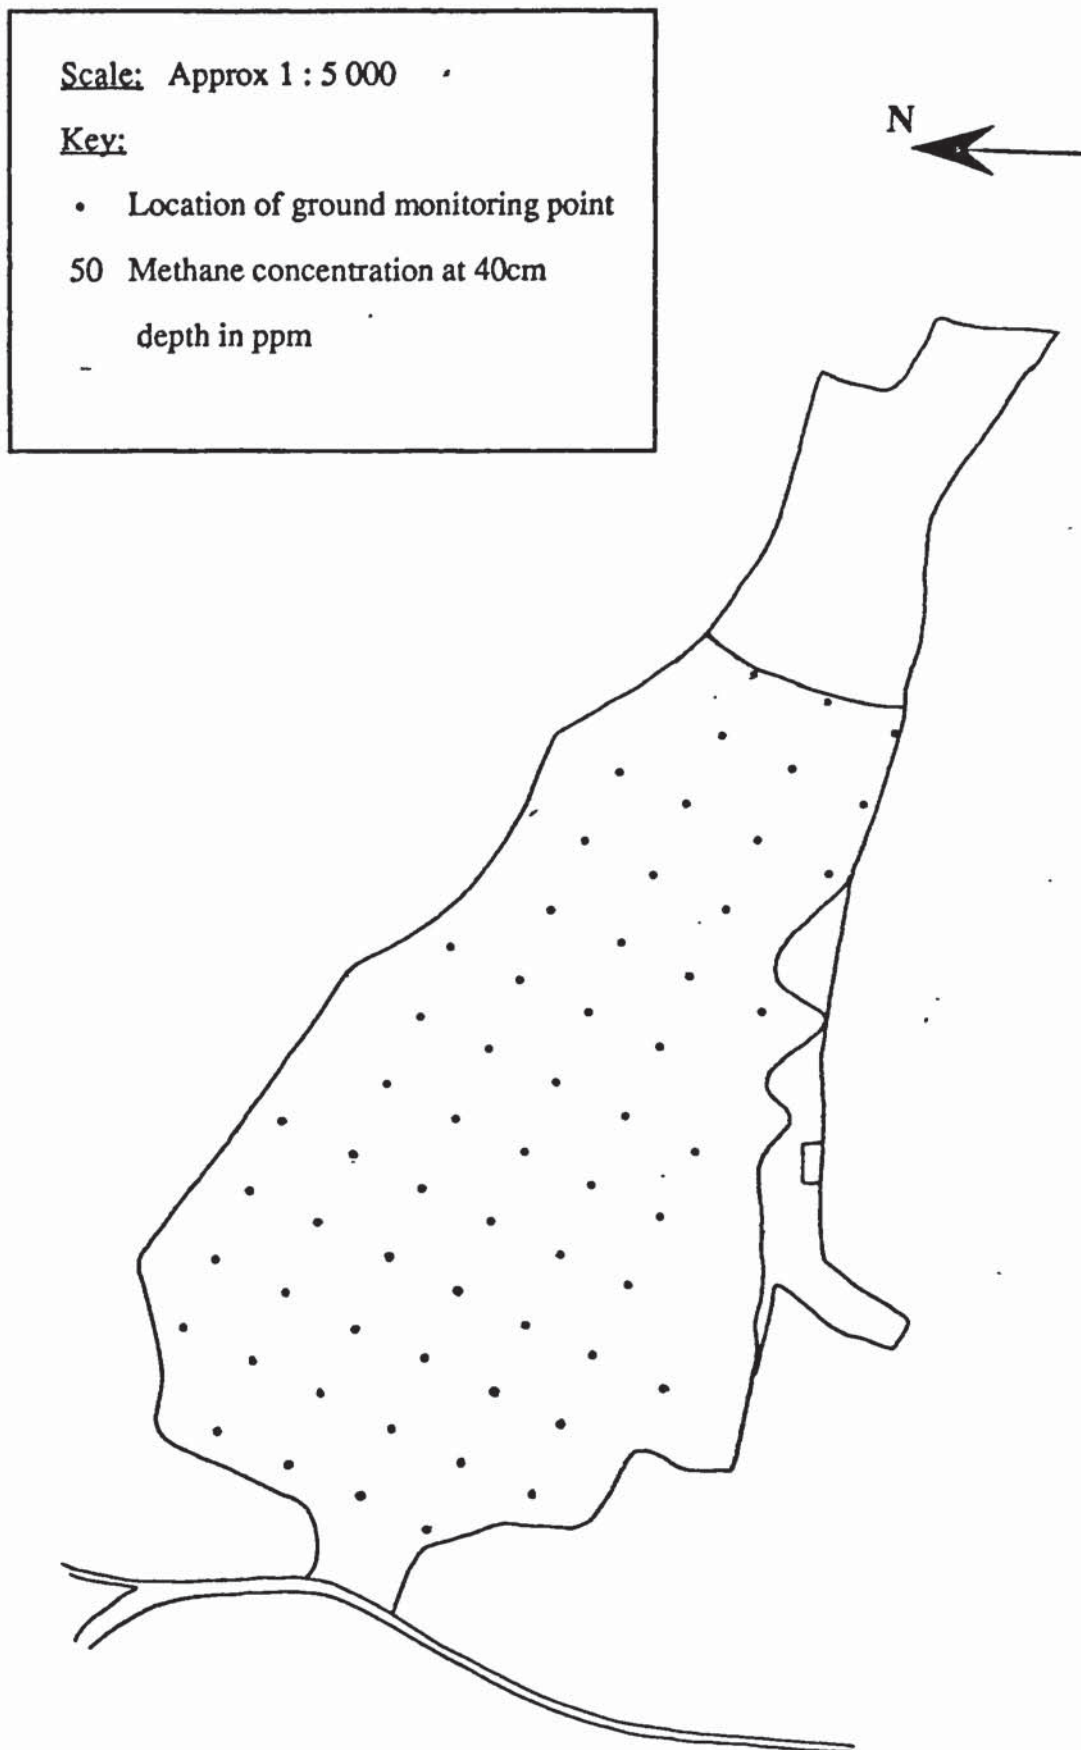 Scale: Approx 1 : 5 000
Key:
• Location of ground monitoring point
50 Methane concentration at 40cm
depth in ppm
N